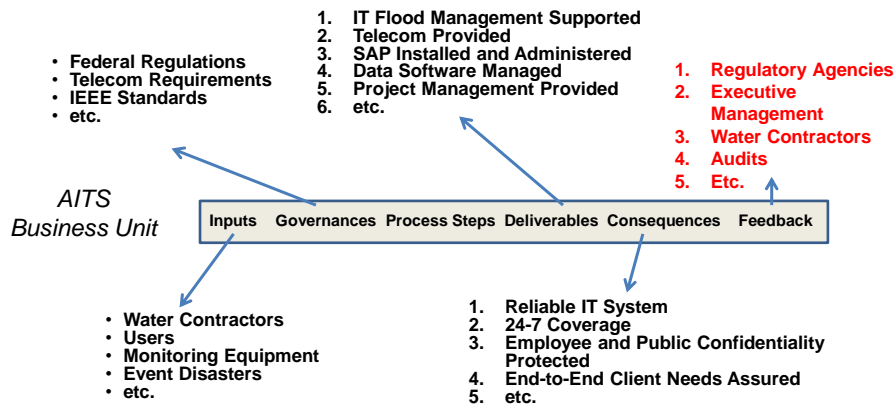 1. IT Flood Management Supported
2. Telecom Provided
3. SAP Installed and Administered
4. Data Software Managed
5. Project Management Provided
6. etc.
• Federal Regulations
• Telecom Requirements
• IEEE Standards
• etc.
1. Regulatory Agencies
2. Executive
Management
3. Water Contractors
4. Audits
5. Etc.
AITS
Business Unit
Inputs Governances Process Steps Deliverables Consequences Feedback
• Water Contractors
• Users
• Monitoring Equipment
• Event Disasters
• etc.
1. Reliable IT System
2. 24-7 Coverage
3. Employee and Public Confidentiality
Protected
4. End-to-End Client Needs Assured
5. etc.